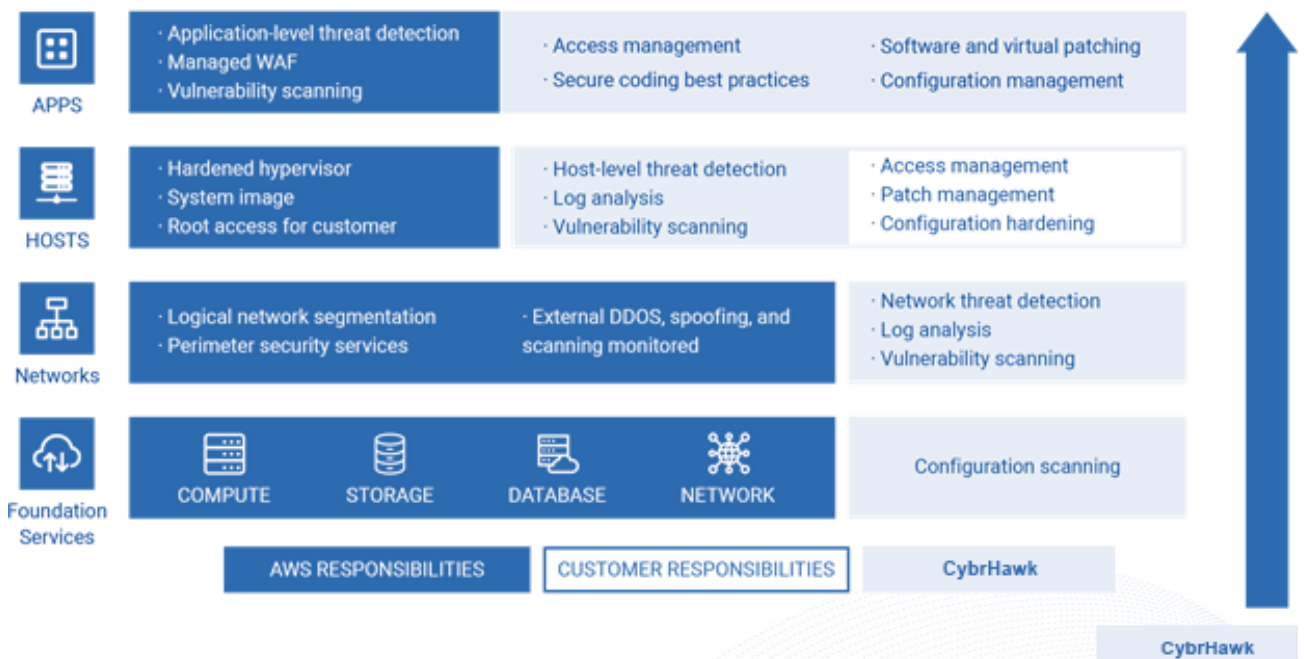 · Application-level threat detection
· Managed WAF
· Vulnerability scanning
· Access management
· Secure coding best practices
· Software and virtual patching
· Configuration management
APPS
· Hardened hypervisor
· System image
· Root access for customer
· Host-level threat detection
· Log analysis
· Vulnerability scanning
· Access management
· Patch management
· Configuration hardening
HOSTS
· Logical network segmentation
· Perimeter security services
· External DDOS, spoofing, and
scanning monitored
· Network threat detection
· Log analysis
· Vulnerability scanning
Networks
COMPUTE
STORAGE
DATABASE
NETWORK
Configuration scanning
Foundation
Services
AWS RESPONSIBILITIES
CUSTOMER RESPONSIBILITIES
CybrHawk
CybrHawk